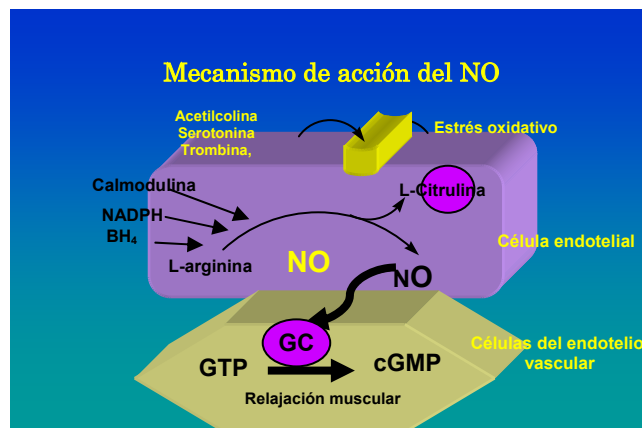 Mecanismo de acción del NO
Acetilcolina
Serotonina
Trombina,
Estrés oxidativo
Calmodulina
L-Citrulina
NADPH
BH₄
L-arginina
NO
NO
Célula endotelial
GC
GTP
cGMP
Células del endotelio
vascular
Relajación muscular